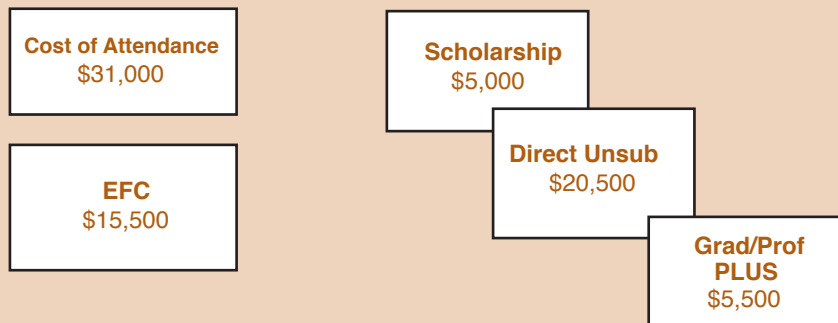 Cost of Attendance
$31,000
EFC
$15,500
Scholarship
$5,000
Direct Unsub
$20,500
Grad/Prof
PLUS
$5,500